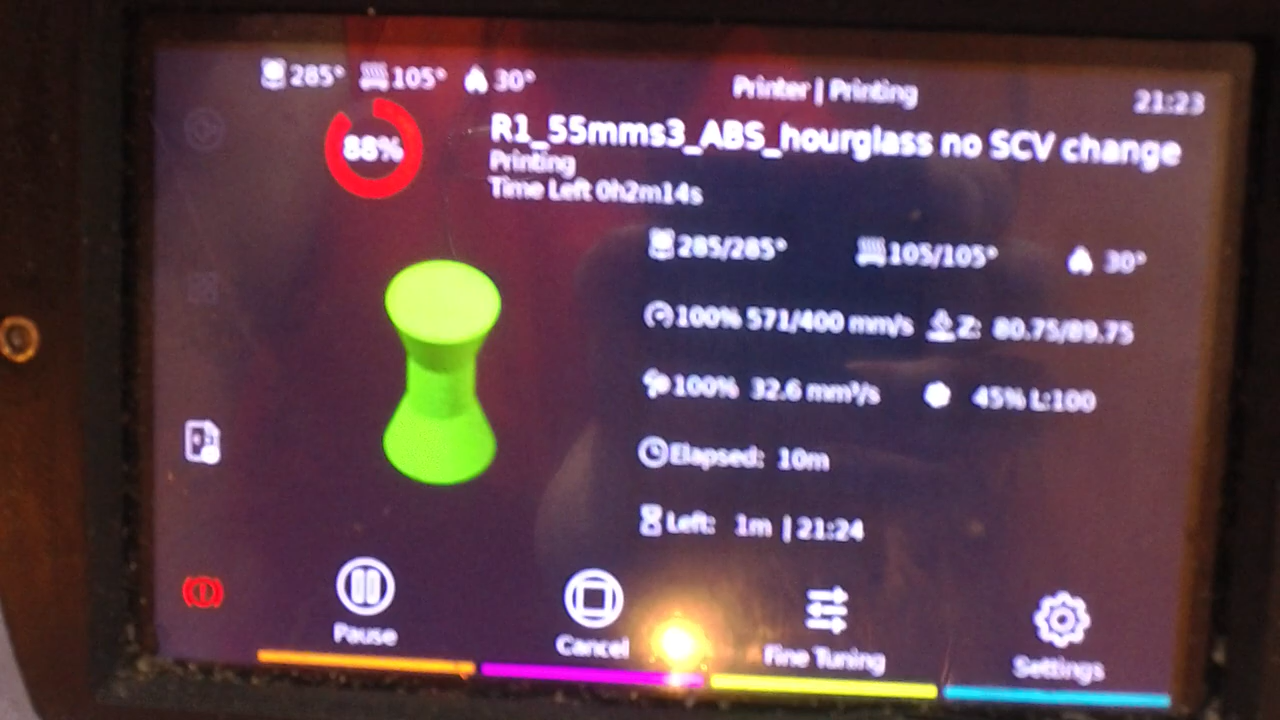 285° 105° 30° Printer | Printing 21:23
88%
R1_55mms3_ABS_hourglass no SCV change
Printing
Time Left 0h2m14s
285/285° 105/105° 30°
100% 571/400 mm/s Z: 80.75/89.75
100% 32.6 mm³/s 45% L:100
Elapsed: 10m
Left: 1m | 21:24
Pause Cancel Fine Tuning Settings